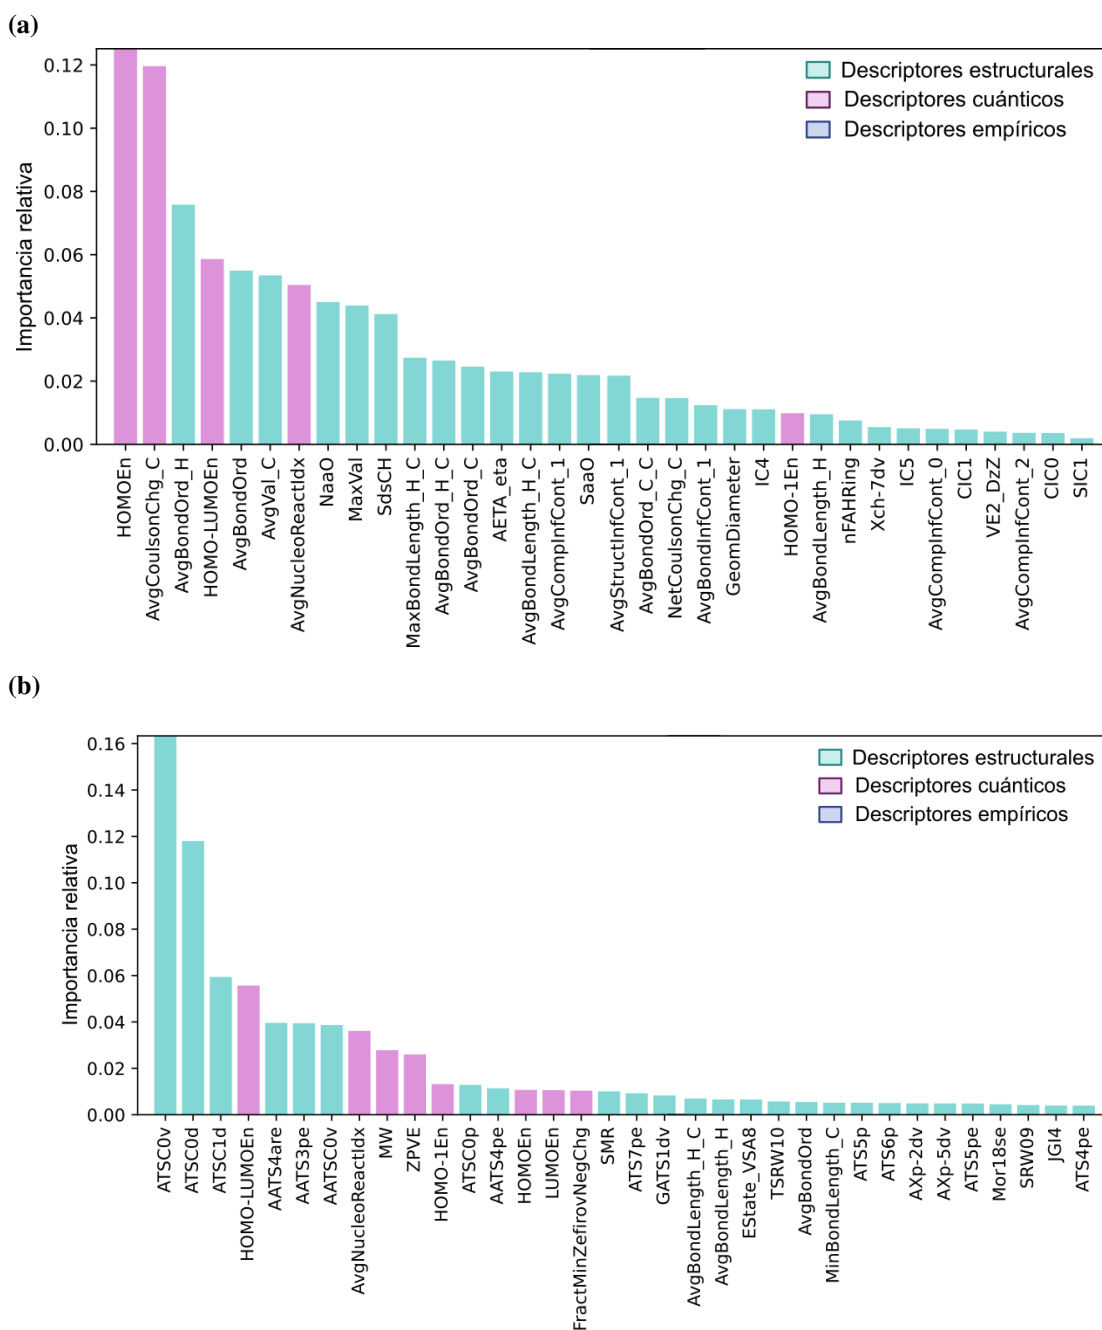 (a)
Importancia relativa
0.12
0.10
0.08
0.06
0.04
0.02
0.00
Descriptores estructurales
Descriptores cuánticos
Descriptores empíricos
HOMOEn
AvgCoulsonChg_C
AvgBondOrd_H
HOMO-LUMOEn
AvgBondOrd
AvgVal_C
AvgNucleoReactIdx
NaaO
MaxVal
SdsCH
MaxBondLength_H_C
AvgBondOrd_H_C
AvgBondOrd_C
AETA_eta
AvgBondLength_H_C
AvgCompInfCont_1
SaaO
AvgStructInfCont_1
AvgBondOrd_C_C
NetCoulsonChg_C
AvgBondInfCont_1
GeomDiameter
IC4
HOMO-1En
AvgBondLength_H
nFAHRing
Xch-7dv
IC5
AvgCompInfCont_0
CIC1
VE2_DzZ
AvgCompInfCont_2
CIC0
SIC1
(b)
Importancia relativa
0.16
0.14
0.12
0.10
0.08
0.06
0.04
0.02
0.00
Descriptores estructurales
Descriptores cuánticos
Descriptores empíricos
ATSC0v
ATSC0d
ATSC1d
HOMO-LUMOEn
AATS4are
AATS3pe
AATSC0v
AvgNucleoReactIdx
MW
ZPVE
HOMO-1En
ATSC0p
AATS4pe
HOMOEn
LUMOEn
FractMinZefirovNegChg
SMR
ATS7pe
GATS1dv
AvgBondLength_H_C
AvgBondLength_H
EState_VSA8
TSRW10
AvgBondOrd
MinBondLength_C
ATS5p
ATS6p
AXp-2dv
AXp-5dv
ATS5pe
Mor18se
SRW09
JGI4
ATS4pe